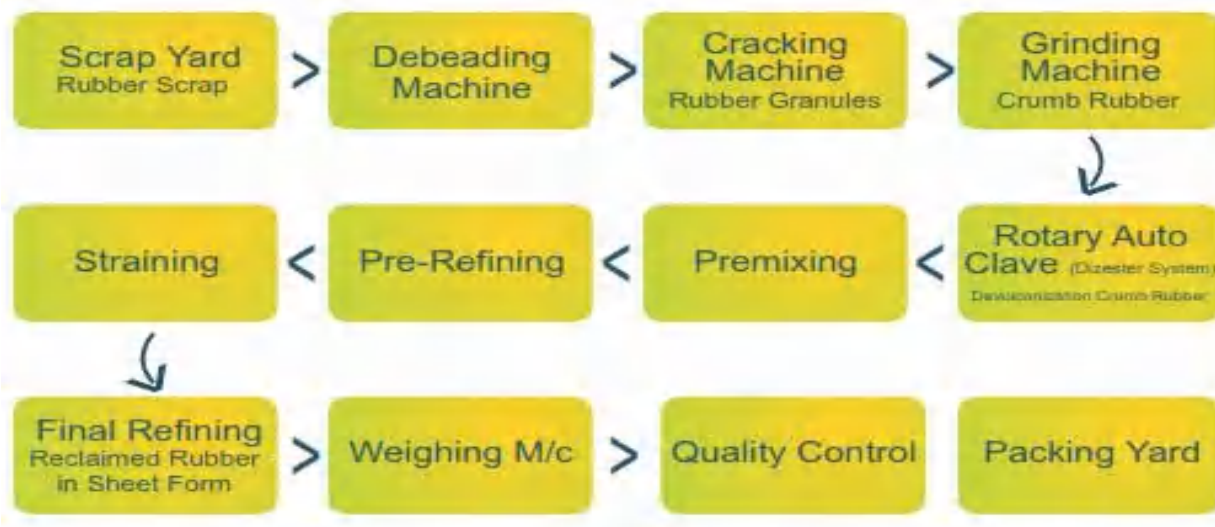 Scrap Yard
Rubber Scrap
>
Debeading
Machine
>
Cracking
Machine
Rubber Granules
>
Grinding
Machine
Crumb Rubber
Rotary Auto
Clave (Dizester System)
Devulcanization Crumb Rubber
<
Premixing
<
Pre-Refining
<
Straining
Final Refining
Reclaimed Rubber
in Sheet Form
>
Weighing M/c
>
Quality Control
Packing Yard